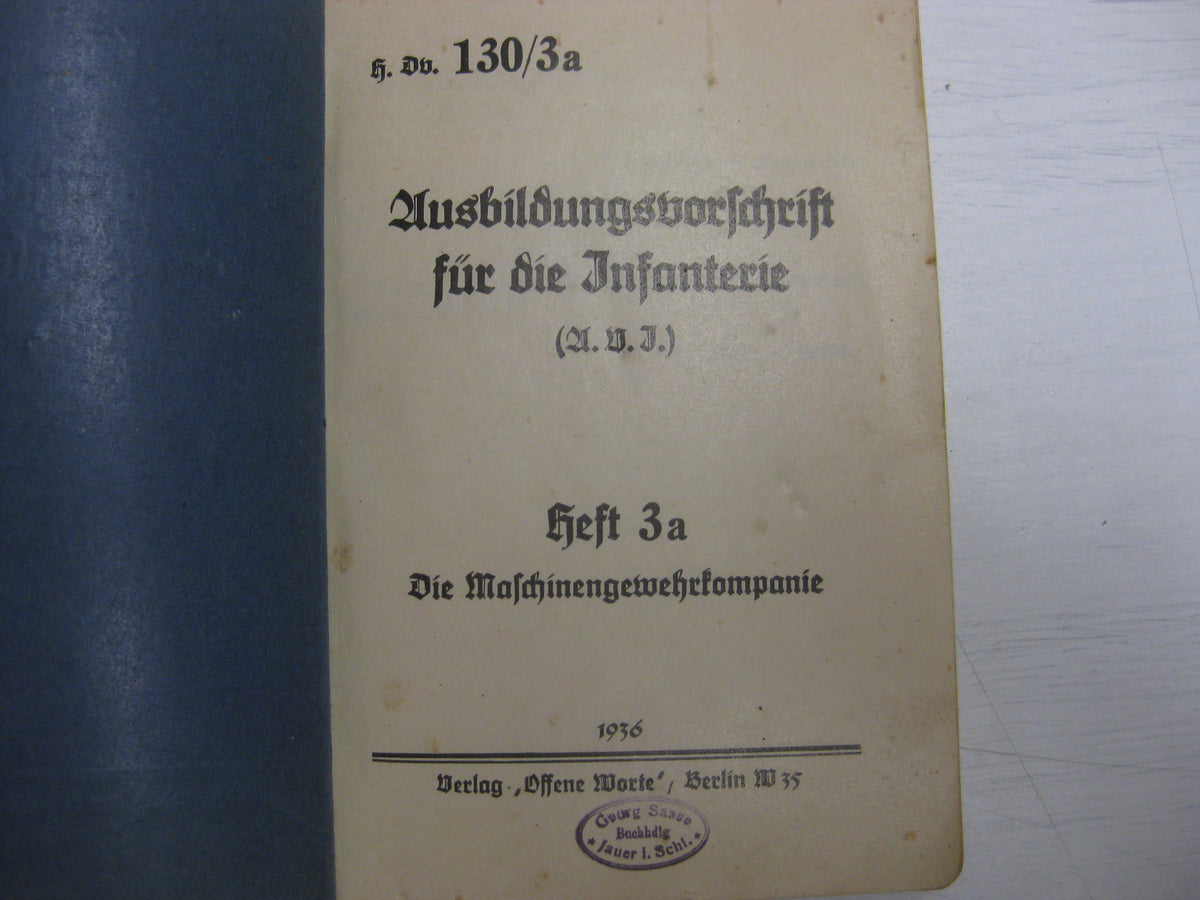 H. Dv. 130/3a
Ausbildungsvorschrift
für die Infanterie
(A. V. I.)
Heft 3a
Die Maschinengewehrkompanie
1936
Verlag „Offene Worte“, Berlin W 35
Georg Sasse
Buchhdlg
* Jauer i. Schl. *